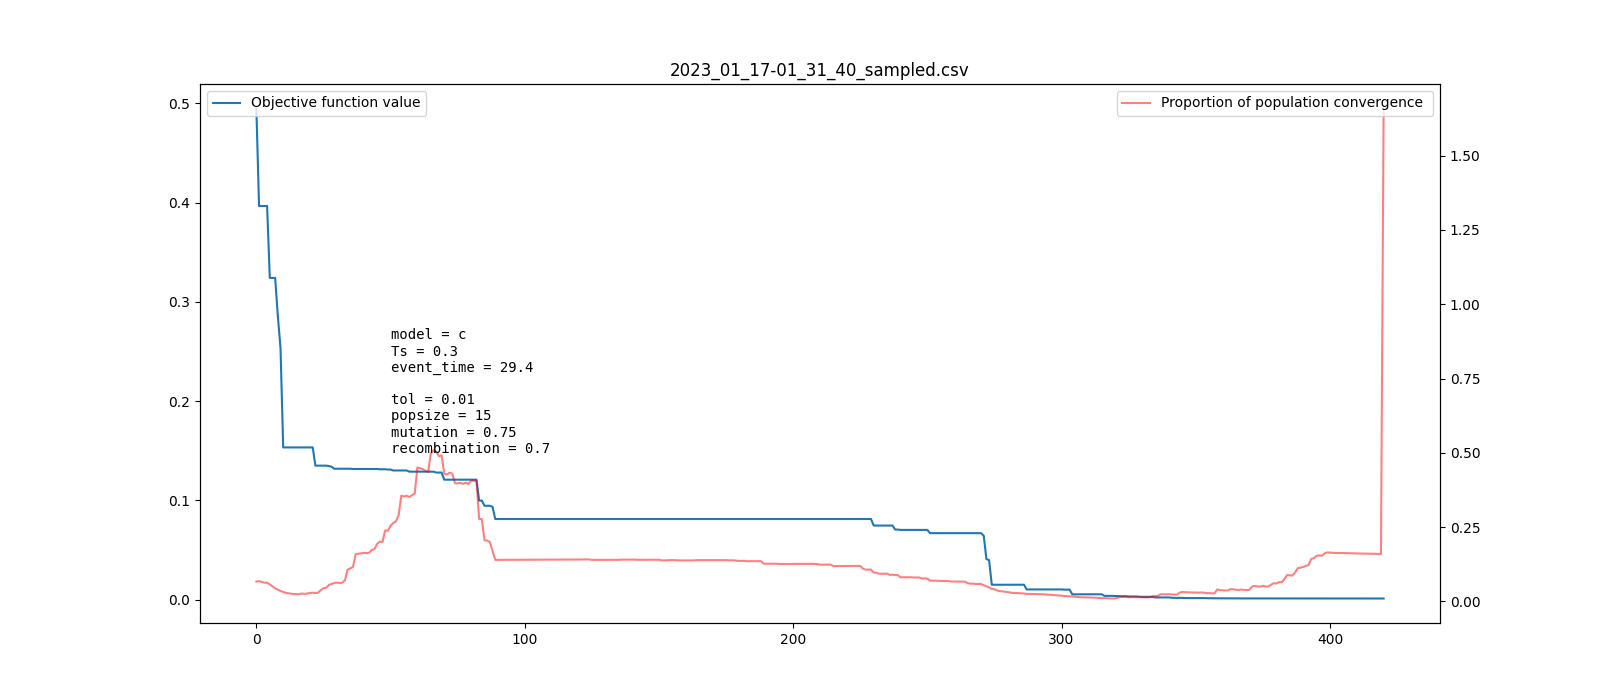 2023_01_17-01_31_40_sampled.csv
Objective function value
Proportion of population convergence
0.5
0.4
0.3
0.2
0.1
0.0
1.50
1.25
1.00
0.75
0.50
0.25
0.00
model = c
Ts = 0.3
event_time = 29.4
tol = 0.01
popsize = 15
mutation = 0.75
recombination = 0.7
0
100
200
300
400